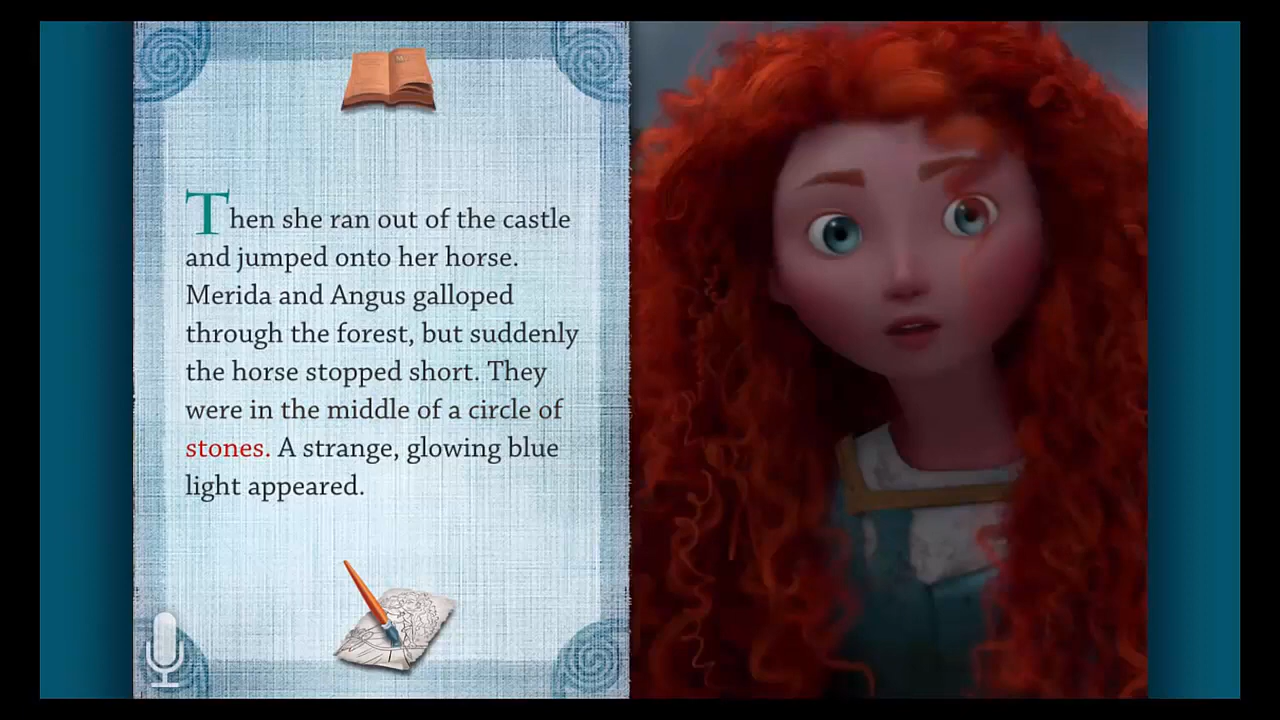 Then she ran out of the castle
and jumped onto her horse.
Merida and Angus galloped
through the forest, but suddenly
the horse stopped short. They
were in the middle of a circle of
stones. A strange, glowing blue
light appeared.